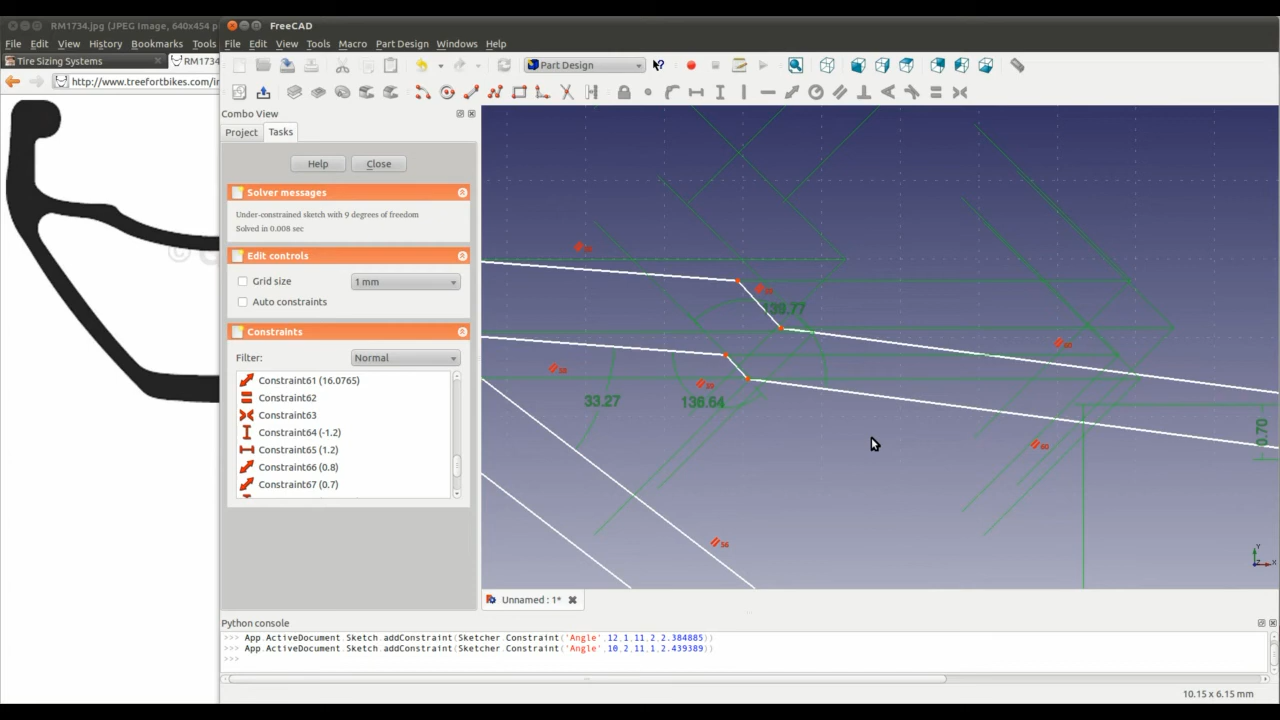 RM1734.jpg (JPEG Image, 640x454 p
FreeCAD
File Edit View History Bookmarks Tools
File Edit View Tools Macro Part Design Windows Help
Tire Sizing Systems
RM1734
Part Design
http://www.treefortbikes.com/in
Combo View
Project
Tasks
Help
Close
Solver messages
Under-constrained sketch with 9 degrees of freedom
Solved in 0.008 sec
Edit controls
Grid size
1 mm
Auto constraints
Constraints
Filter:
Normal
Constraint61 (16.0765)
Constraint62
Constraint63
Constraint64 (-1.2)
Constraint65 (1.2)
Constraint66 (0.8)
Constraint67 (0.7)
139.77
60
33.27
136.64
0.70
60
56
Y
Z
X
Unnamed : 1*
Python console
>>> App.ActiveDocument.Sketch.addConstraint(Sketcher.Constraint('Angle',12,1,11,2,2.384885))
>>> App.ActiveDocument.Sketch.addConstraint(Sketcher.Constraint('Angle',10,2,11,1,2.439389))
>>>
10.15 x 6.15 mm